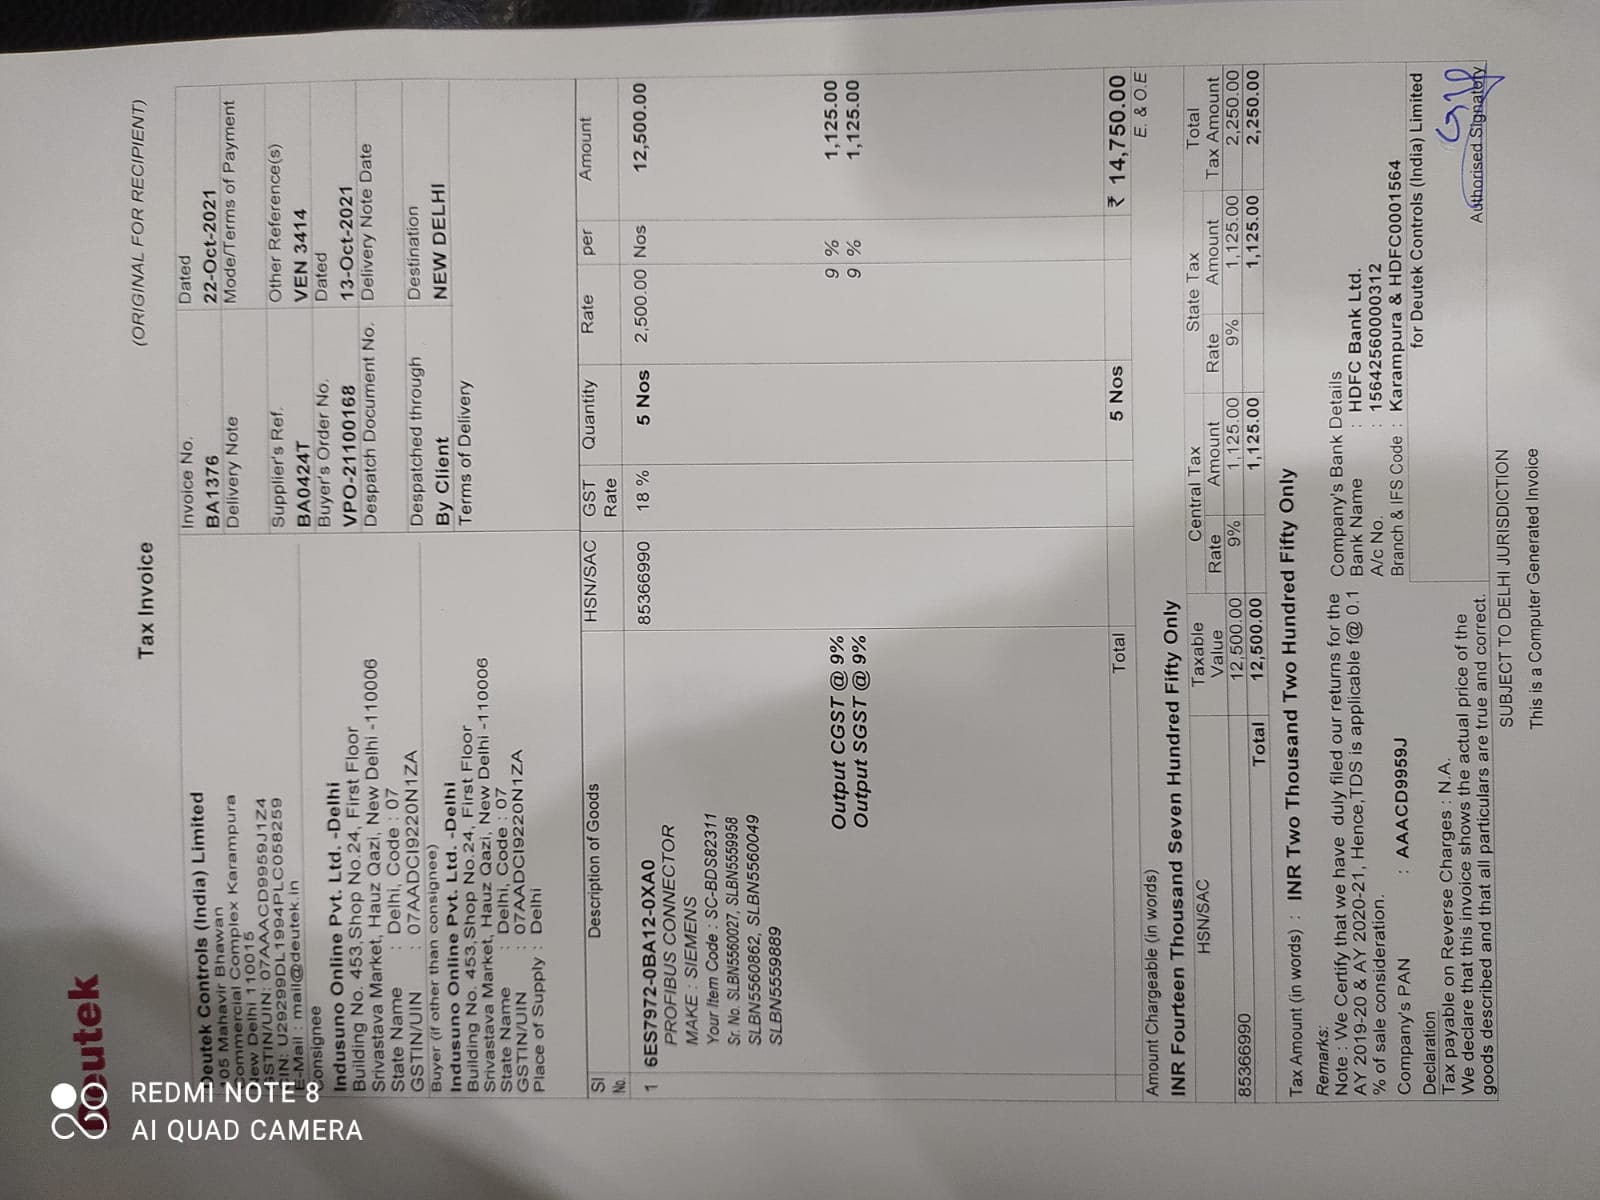 Tax Invoice
(ORIGINAL FOR RECIPIENT)
Deutek Controls (India) Limited
105 Mahavir Bhawan
Commercial Complex Karampura
New Delhi 110015
GSTIN/UIN: 07AAACD9959J1Z4
CIN: U29299DL1994PLC058259
E-Mail : mail@deutek.in
Consignee
Indusuno Online Pvt. Ltd. -Delhi
Building No. 453,Shop No.24, First Floor
Srivastava Market, Hauz Qazi, New Delhi -110006
State Name : Delhi, Code : 07
GSTIN/UIN : 07AADCI9220N1ZA
Buyer (if other than consignee)
Indusuno Online Pvt. Ltd. -Delhi
Building No. 453,Shop No.24, First Floor
Srivastava Market, Hauz Qazi, New Delhi -110006
State Name : Delhi, Code : 07
GSTIN/UIN : 07AADCI9220N1ZA
Place of Supply : Delhi
Invoice No. Dated
BA1376 22-Oct-2021
Delivery Note Mode/Terms of Payment
Supplier's Ref. Other Reference(s)
BA0424T VEN 3414
Buyer's Order No. Dated
VPO-21100168 13-Oct-2021
Despatch Document No. Delivery Note Date
Despatched through Destination
By Client NEW DELHI
Terms of Delivery
Sl No. Description of Goods HSN/SAC GST Rate Quantity Rate per Amount
1 6ES7972-0BA12-0XA0 85366990 18 % 5 Nos 2,500.00 Nos 12,500.00
PROFIBUS CONNECTOR
MAKE : SIEMENS
Your Item Code : SC-BDS82311
Sr. No. SLBN5560027, SLBN5559958
SLBN5560862, SLBN5560049
SLBN5559889
Output CGST @ 9% 9 % 1,125.00
Output SGST @ 9% 9 % 1,125.00
Total 5 Nos ₹ 14,750.00
Amount Chargeable (in words) E. & O.E
INR Fourteen Thousand Seven Hundred Fifty Only
HSN/SAC Taxable Central Tax State Tax Total
Value Rate Amount Rate Amount Tax Amount
85366990 12,500.00 9% 1,125.00 9% 1,125.00 2,250.00
Total 12,500.00 1,125.00 1,125.00 2,250.00
Tax Amount (in words) : INR Two Thousand Two Hundred Fifty Only
Remarks:
Note : We Certify that we have duly filed our returns for the
AY 2019-20 & AY 2020-21, Hence,TDS is applicable f@ 0.1
% of sale consideration.
Company's PAN : AAACD9959J
Declaration
Tax payable on Reverse Charges : N.A.
We declare that this invoice shows the actual price of the
goods described and that all particulars are true and correct.
Company's Bank Details
Bank Name : HDFC Bank Ltd.
A/c No. : 15642560000312
Branch & IFS Code : Karampura & HDFC0001564
for Deutek Controls (India) Limited
Authorised Signatory
SUBJECT TO DELHI JURISDICTION
This is a Computer Generated Invoice
REDMI NOTE 8
AI QUAD CAMERA